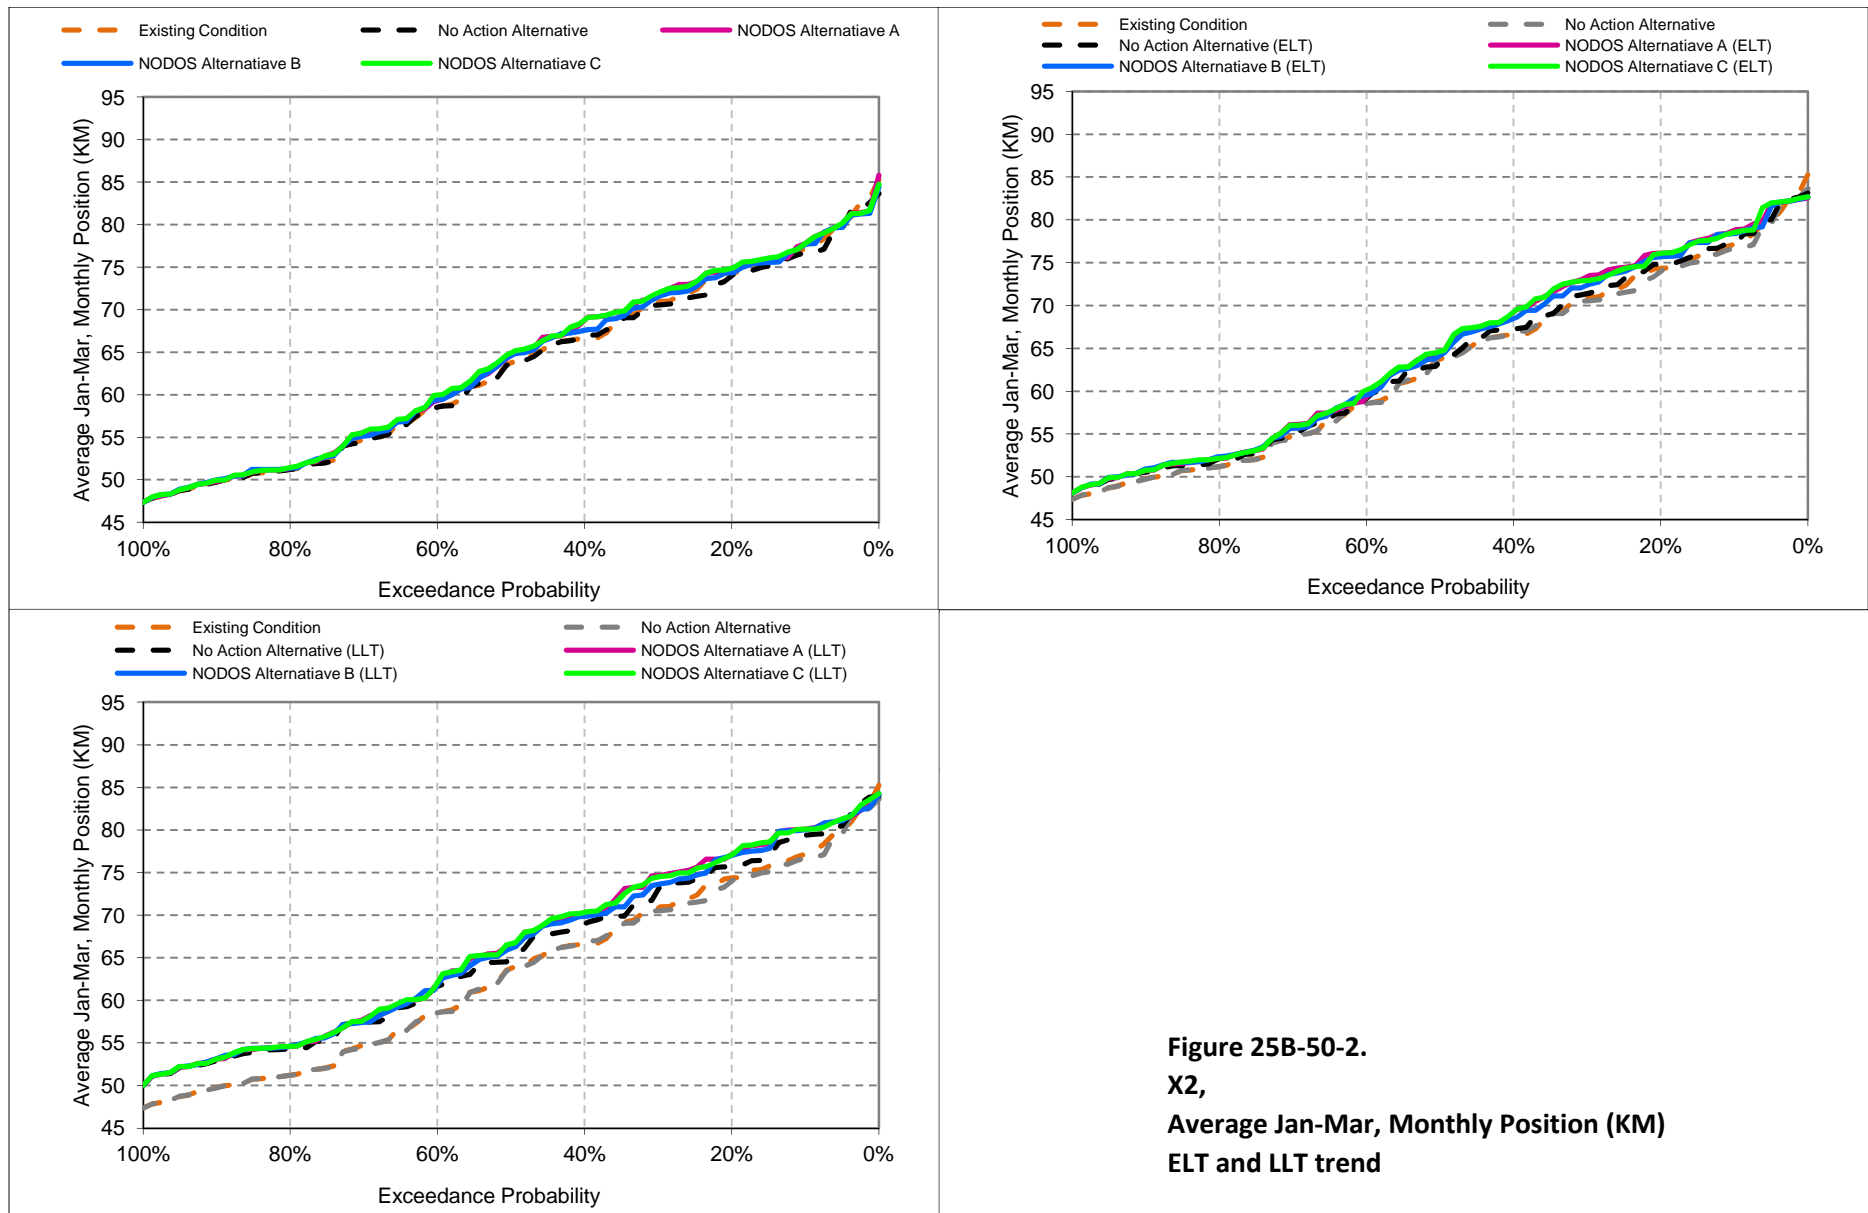 Existing Condition No Action Alternative NODOS Alternatiave A
NODOS Alternatiave B NODOS Alternatiave C
Average Jan-Mar, Monthly Position (KM)
95
90
85
80
75
70
65
60
55
50
45
100% 80% 60% 40% 20% 0%
Exceedance Probability
Existing Condition No Action Alternative
No Action Alternative (ELT) NODOS Alternatiave A (ELT)
NODOS Alternatiave B (ELT) NODOS Alternatiave C (ELT)
Average Jan-Mar, Monthly Position (KM)
95
90
85
80
75
70
65
60
55
50
45
100% 80% 60% 40% 20% 0%
Exceedance Probability
Existing Condition No Action Alternative
No Action Alternative (LLT) NODOS Alternatiave A (LLT)
NODOS Alternatiave B (LLT) NODOS Alternatiave C (LLT)
Average Jan-Mar, Monthly Position (KM)
95
90
85
80
75
70
65
60
55
50
45
100% 80% 60% 40% 20% 0%
Exceedance Probability
Figure 25B-50-2.
X2,
Average Jan-Mar, Monthly Position (KM)
ELT and LLT trend